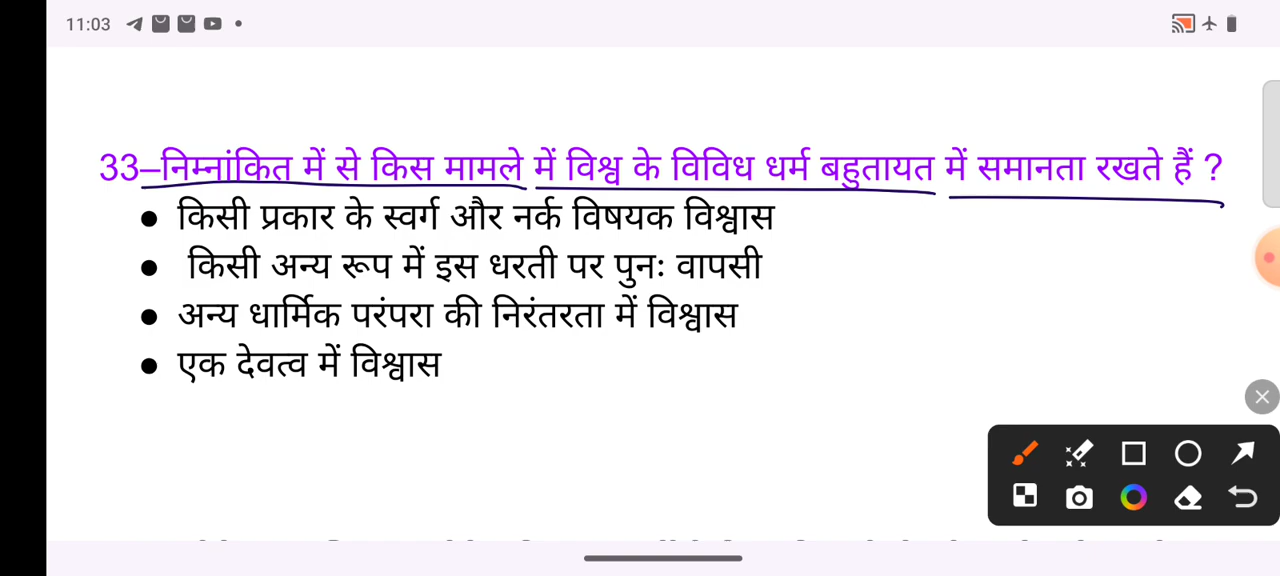 11:03
33–निम्नांकित में से किस मामले में विश्व के विविध धर्म बहुतायत में समानता रखते हैं ?
● किसी प्रकार के स्वर्ग और नर्क विषयक विश्वास
● किसी अन्य रूप में इस धरती पर पुनः वापसी
● अन्य धार्मिक परंपरा की निरंतरता में विश्वास
● एक देवत्व में विश्वास